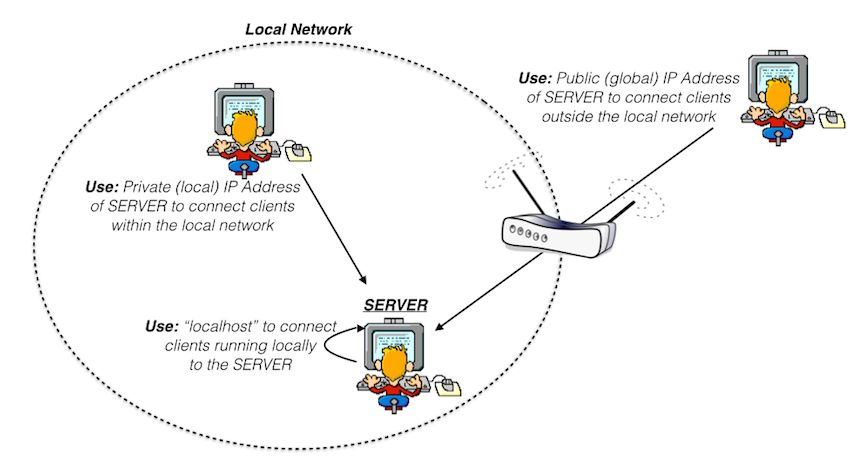 Local Network
Use: Public (global) IP Address
of SERVER to connect clients
outside the local network
Use: Private (local) IP Address
of SERVER to connect clients
within the local network
SERVER
Use: “localhost” to connect
clients running locally
to the SERVER